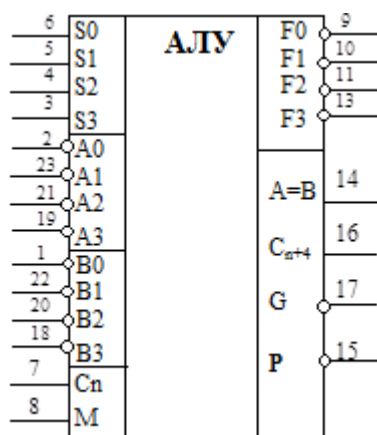 АЛУ
6 S0 F0 9
5 S1 F1 10
4 S2 F2 11
3 S3 F3 13
2 A0
23 A1
21 A2 A=B 14
19 A3
1 B0 Cn+4 16
22 B1 G 17
20 B2
18 B3 P 15
7 Cn
8 M